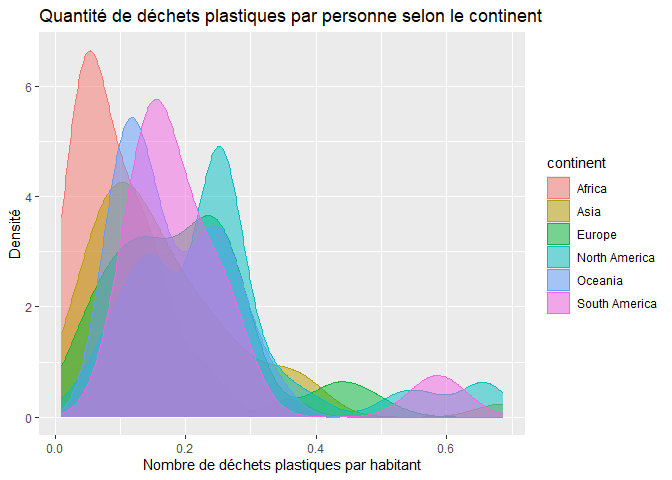 Quantité de déchets plastiques par personne selon le continent
6
4
2
0
Densité
0.0
0.2
0.4
0.6
Nombre de déchets plastiques par habitant
continent
Africa
Asia
Europe
North America
Oceania
South America